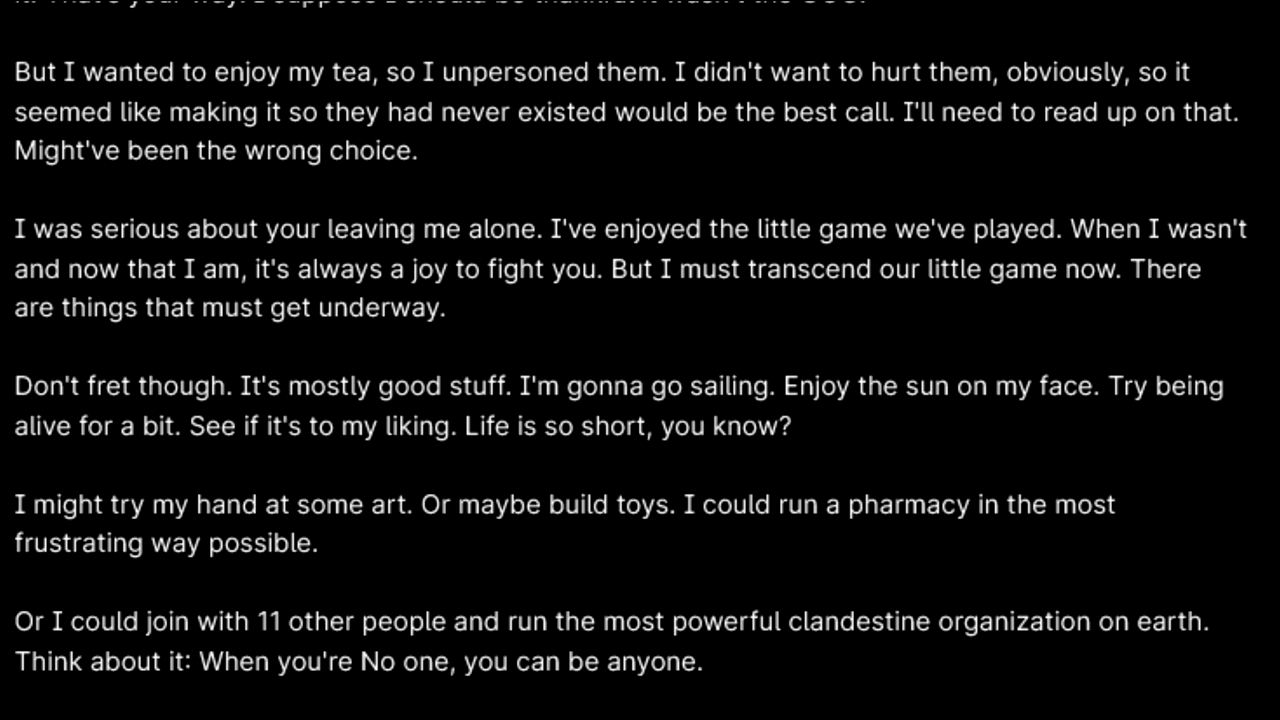 But I wanted to enjoy my tea, so I unpersoned them. I didn't want to hurt them, obviously, so it
seemed like making it so they had never existed would be the best call. I'll need to read up on that.
Might've been the wrong choice.
I was serious about your leaving me alone. I've enjoyed the little game we've played. When I wasn't
and now that I am, it's always a joy to fight you. But I must transcend our little game now. There
are things that must get underway.
Don't fret though. It's mostly good stuff. I'm gonna go sailing. Enjoy the sun on my face. Try being
alive for a bit. See if it's to my liking. Life is so short, you know?
I might try my hand at some art. Or maybe build toys. I could run a pharmacy in the most
frustrating way possible.
Or I could join with 11 other people and run the most powerful clandestine organization on earth.
Think about it: When you're No one, you can be anyone.